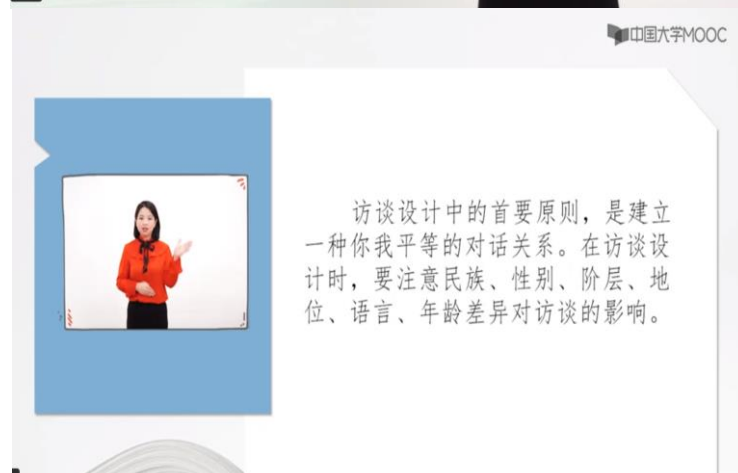 中国大学MOOC
访谈设计中的首要原则，是建立
一种你我平等的对话关系。在访谈设
计时，要注意民族、性别、阶层、地
位、语言、年龄差异对访谈的影响。